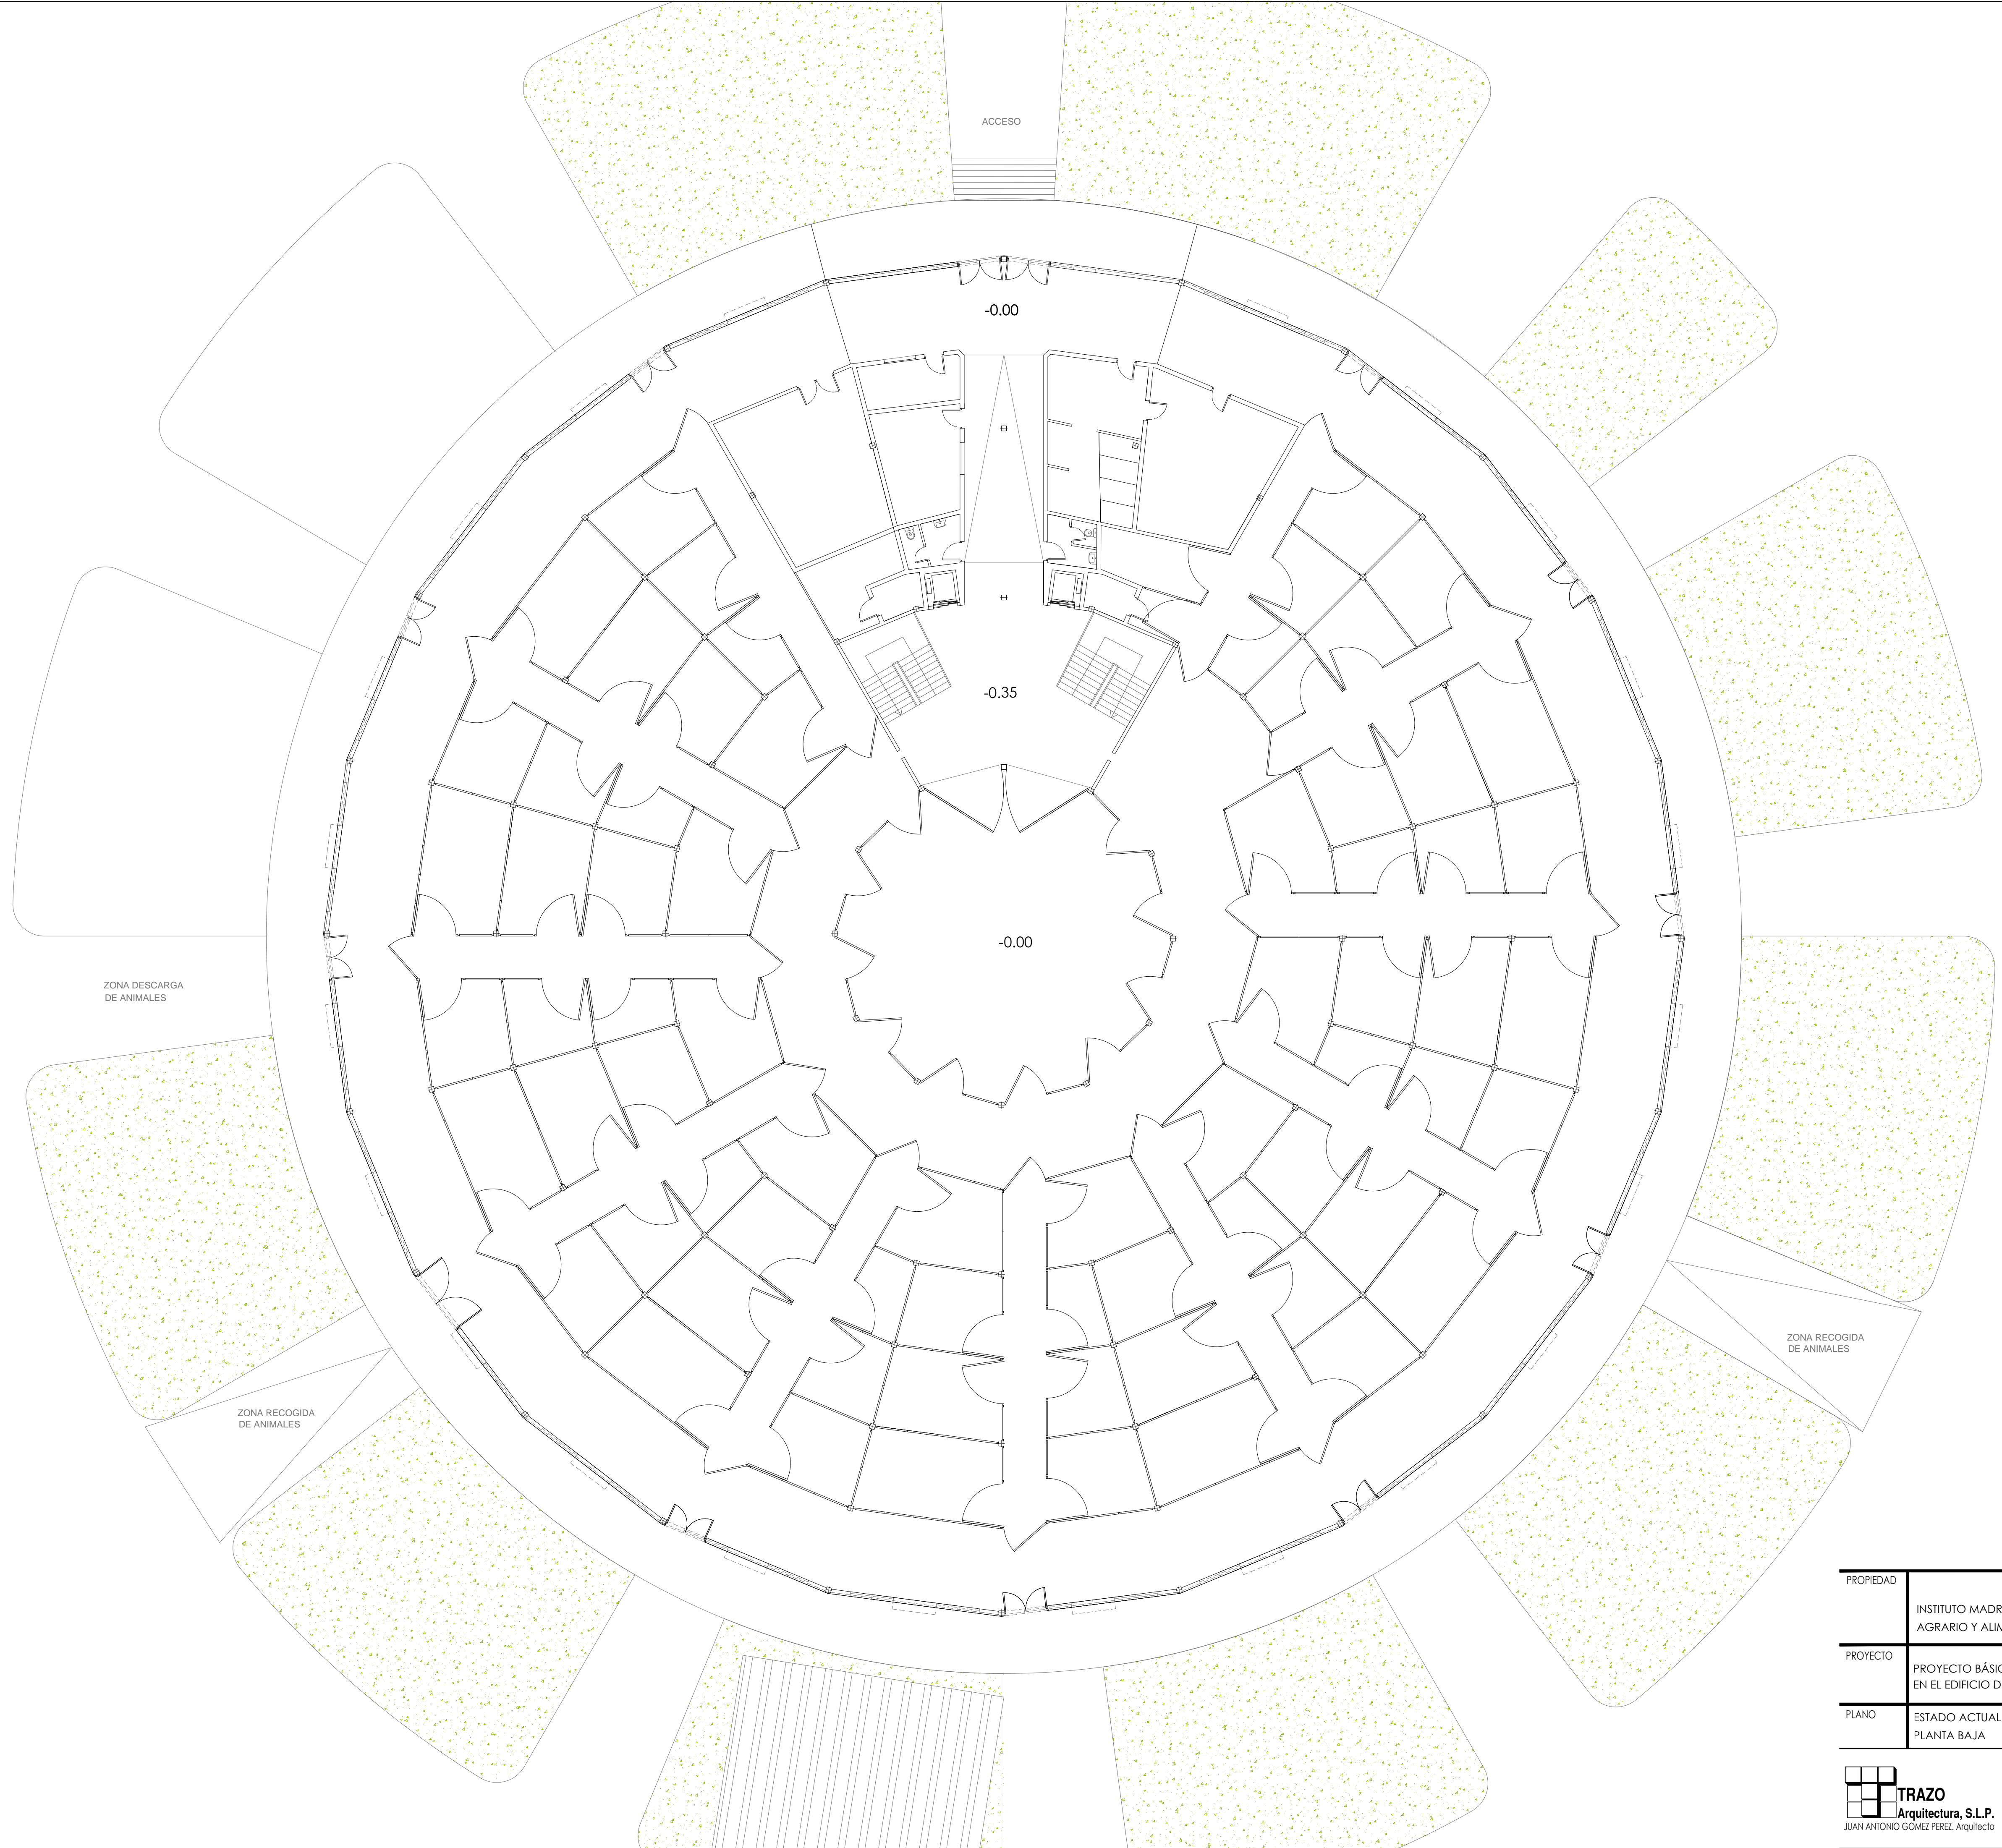 ACCESO
-0.00
-0.35
-0.00
ZONA DESCARGA
DE ANIMALES
ZONA RECOGIDA
DE ANIMALES
ZONA RECOGIDA
DE ANIMALES
PROPIEDAD
INSTITUTO MADR
AGRARIO Y ALIM
PROYECTO
PROYECTO BÁSIC
EN EL EDIFICIO D
PLANO
ESTADO ACTUAL
PLANTA BAJA
TRAZO
Arquitectura, S.L.P.
JUAN ANTONIO GOMEZ PEREZ. Arquitecto